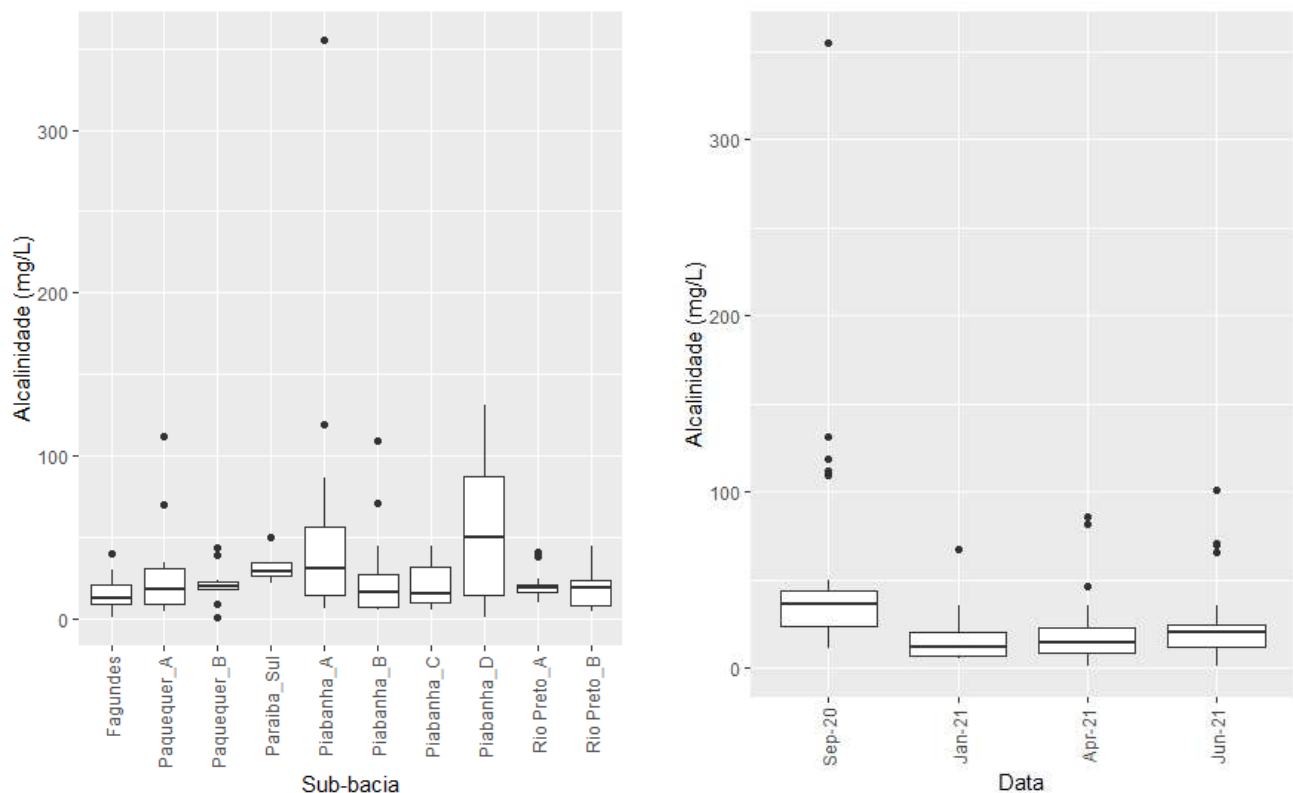 Alcalinidade (mg/L)
300
200
100
0
Fagundes
Paquequer_A
Paquequer_B
Paraiba_Sul
Piabanha_A
Piabanha_B
Piabanha_C
Piabanha_D
Rio Preto_A
Rio Preto_B
Sub-bacia
Alcalinidade (mg/L)
300
200
100
0
Sep-20
Jan-21
Apr-21
Jun-21
Data